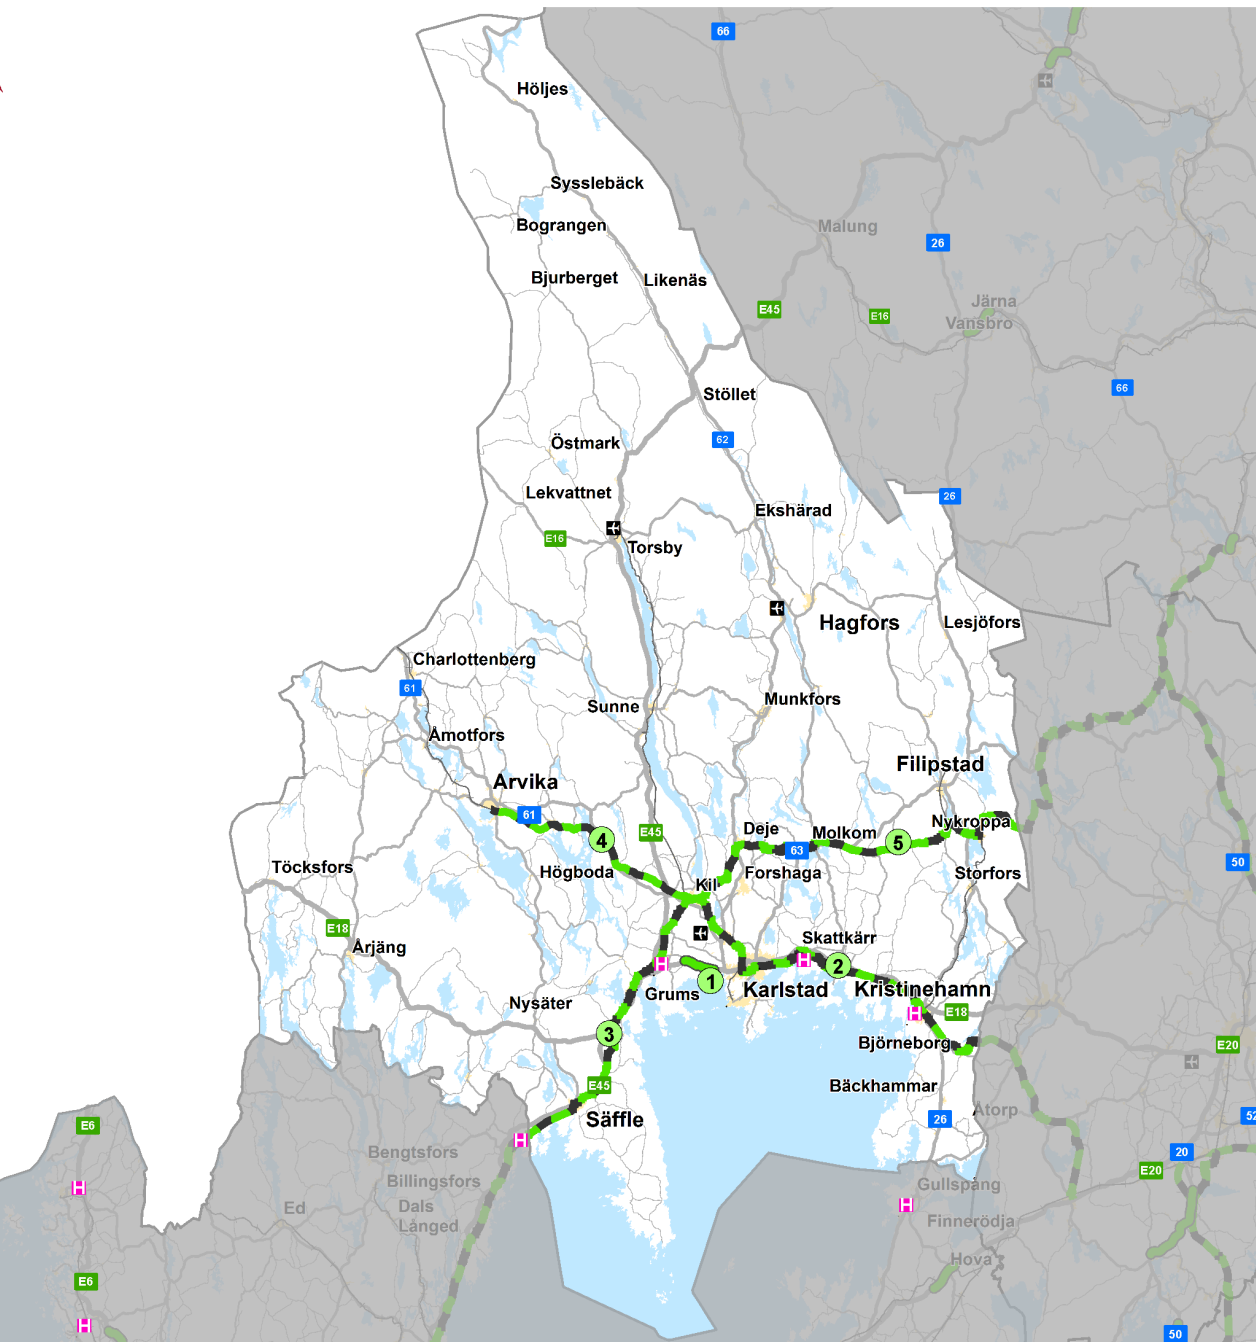 66
Höljes
Sysslebäck
Malung
Bograngen
26
Bjurberget
Likenäs
Järna
E45
E16
Vansbro
66
Stöllet
62
Östmark
Lekvattnet
26
Ekshärad
E16
Torsby
Hagfors
Lesjöfors
Charlottenberg
61
Munkfors
Sunne
Åmotfors
Filipstad
Arvika
61
Nykroppa
Deje
Molkom
E45
4
5
63
50
Töcksfors
Högboda
Forshaga
Storfors
Kil
E18
Skattkärr
Årjäng
H
H
2
1
Karlstad
Kristinehamn
Grums
Nysäter
H
E18
3
Björneborg
E20
E45
Bäckhammar
Åtorp
26
52
Säffle
E6
H
Bengtsfors
20
E20
Billingsfors
Gullspång
H
Dals
Långed
H
Ed
Finnerödja
Hova
E6
H
50